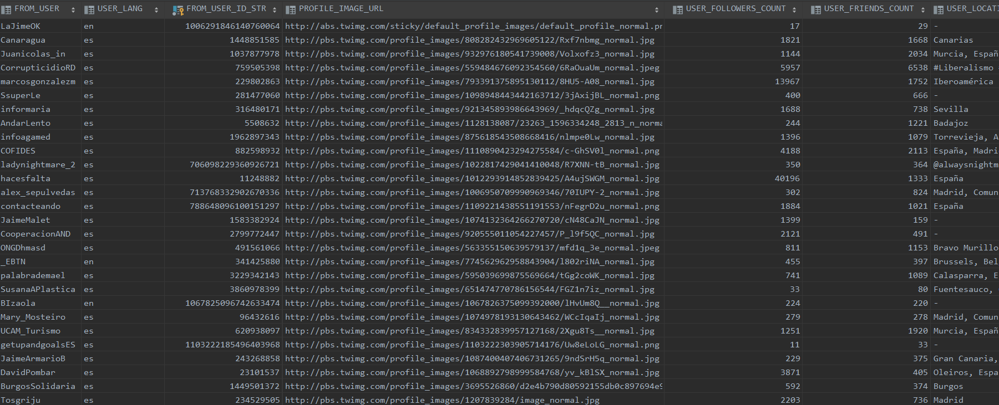 FROM_USER USER_LANG FROM_USER_ID_STR PROFILE_IMAGE_URL USER_FOLLOWERS_COUNT USER_FRIENDS_COUNT USER_LOCATI
LaJimeOK en 1006291846140760064 http://abs.twimg.com/sticky/default_profile_images/default_profile_normal.pr 17 29 -
Canaragua es 1448851585 http://pbs.twimg.com/profile_images/808282432969605122/Rxf7nbmg_normal.jpg 1821 1668 Canarias
Juanicolas_in es 1037877978 http://pbs.twimg.com/profile_images/932976180541739008/Volxofz3_normal.jpg 1144 2034 Murcia, Españ
CorrupticidioRD es 759505398 http://pbs.twimg.com/profile_images/559484676092354560/6RaOuaUm_normal.jpeg 5957 6538 #Liberalismo
marcosgonzalezm es 229802863 http://pbs.twimg.com/profile_images/793391375895130112/8HU5-A08_normal.jpg 13967 1752 Iberoamérica
SsuperLe es 281477060 http://pbs.twimg.com/profile_images/1098948443442163712/3jAxijBL_normal.png 400 666 -
informaria es 316480171 http://pbs.twimg.com/profile_images/921345893986643969/_hdqcQZg_normal.jpg 1688 738 Sevilla
AndarLento es 5508632 http://pbs.twimg.com/profile_images/1128138087/23263_1596334248_2813_n_norma 244 1221 Badajoz
infoagamed es 1962897343 http://pbs.twimg.com/profile_images/875618543508668416/nlmpe0Lw_normal.jpg 1396 1079 Torrevieja, A
COFIDES es 882598932 http://pbs.twimg.com/profile_images/1110890423294275584/c-GhSV0l_normal.png 4188 2113 España, Madri
ladynightmare_2 es 706098229360926721 http://pbs.twimg.com/profile_images/1022817429041410048/R7XNN-tB_normal.jpg 350 364 @alwaysnightm
hacesfalta es 11248882 http://pbs.twimg.com/profile_images/1012293914852839425/A4ujSWGM_normal.jpg 40196 1333 España
alex_sepulvedas es 713768332902670336 http://pbs.twimg.com/profile_images/1006950709990969346/70IUPY-2_normal.jpg 302 824 Madrid, Comun
contacteando es 788648096100151297 http://pbs.twimg.com/profile_images/1109221438551191553/nFegrD2u_normal.png 1884 1021 España
JaimeMalet es 1583382924 http://pbs.twimg.com/profile_images/1074132364266270720/cN48CaJN_normal.jpg 1399 159 -
CooperacionAND es 2799772447 http://pbs.twimg.com/profile_images/920555011054227457/P_l9f5QC_normal.jpg 2121 491 -
ONGDhmasd es 491561066 http://pbs.twimg.com/profile_images/563355150639579137/mfd1q_3e_normal.jpeg 811 1153 Bravo Murillo
_EBTN en 341425880 http://pbs.twimg.com/profile_images/774562962958843904/l802riNA_normal.jpg 455 397 Brussels, Bel
palabrademael es 3229342143 http://pbs.twimg.com/profile_images/595039699875569664/tGg2coWK_normal.jpg 741 1089 Calasparra, E
SusanaAPlastica es 3860978399 http://pbs.twimg.com/profile_images/651474770786156544/FGZ1n7iz_normal.jpg 33 80 Fuentesauco,
BIzaola en 1067825096742633474 http://pbs.twimg.com/profile_images/1067826375099392000/lHvUm8Q__normal.jpg 224 220 -
Mary_Mosteiro es 96432616 http://pbs.twimg.com/profile_images/1074978193130643462/WCcIqaIj_normal.jpg 279 278 Madrid, Comun
UCAM_Turismo es 620938097 http://pbs.twimg.com/profile_images/834332839957127168/2Xgu8Ts__normal.jpg 1251 1920 Murcia, Españ
getupandgoalsES es 1103222185496403968 http://pbs.twimg.com/profile_images/1103222303905714176/Uw8eLoLG_normal.png 11 33 -
JaimeArmarioB es 243268858 http://pbs.twimg.com/profile_images/1087400407406731265/9ndSrH5q_normal.jpg 229 375 Gran Canaria,
DavidPombar es 23101537 http://pbs.twimg.com/profile_images/1068892798999584768/yv_kBlSX_normal.jpg 3871 405 Oleiros, Espa
BurgosSolidaria es 1449501372 http://pbs.twimg.com/profile_images/3695526860/d2e4b790d80592155db0c897694e9 592 374 Burgos
Tosgriju es 234529505 http://pbs.twimg.com/profile_images/1207839284/image_normal.jpg 2203 736 Madrid